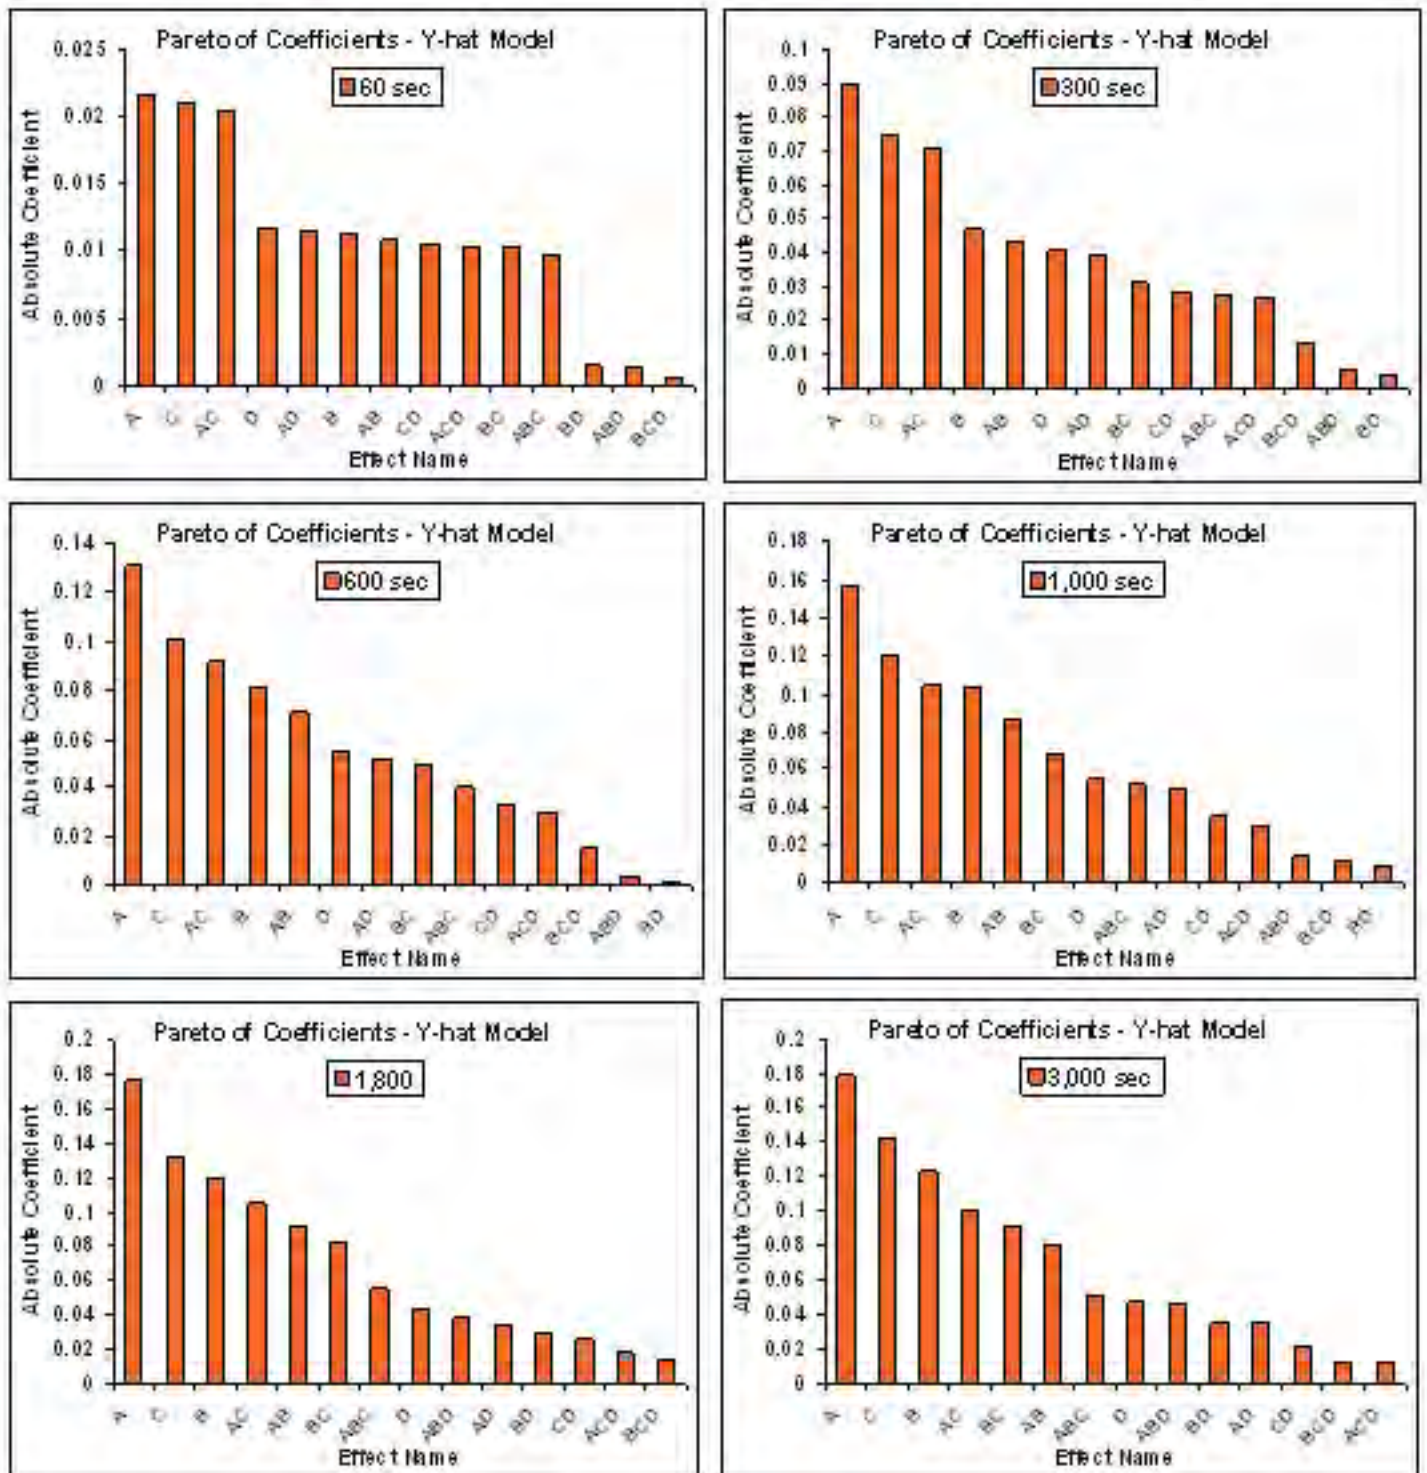 Pareto of Coefficients - Y-hat Model
60 sec
Absolute Coefficient
0.025
0.02
0.015
0.01
0.005
0
A C AC D AD B AB CD ACD BC ABC BD ABD BCD
Effect Name
Pareto of Coefficients - Y-hat Model
300 sec
Absolute Coefficient
0.1
0.09
0.08
0.07
0.06
0.05
0.04
0.03
0.02
0.01
0
A C AC B AB D AD BC CD ABC ACD BCD ABD BD
Effect Name
Pareto of Coefficients - Y-hat Model
600 sec
Absolute Coefficient
0.14
0.12
0.1
0.08
0.06
0.04
0.02
0
A C AC B AB D AD BC ABC CD ACD BCD ABD BD
Effect Name
Pareto of Coefficients - Y-hat Model
1,000 sec
Absolute Coefficient
0.18
0.16
0.14
0.12
0.1
0.08
0.06
0.04
0.02
0
A C AC B AB BC D ABC AD CD ACD ABD BCD BD
Effect Name
Pareto of Coefficients - Y-hat Model
1,800
Absolute Coefficient
0.2
0.18
0.16
0.14
0.12
0.1
0.08
0.06
0.04
0.02
0
A C B AC AB BC ABC D ABD AD BD CD ACD BCD
Effect Name
Pareto of Coefficients - Y-hat Model
3,000 sec
Absolute Coefficient
0.2
0.18
0.16
0.14
0.12
0.1
0.08
0.06
0.04
0.02
0
A C B AC BC AB ABC D ABD BD AD CD BCD ACD
Effect Name